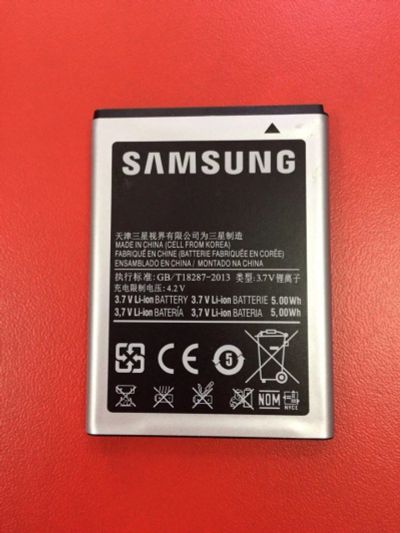 SAMSUNG
天津三星视界有限公司为三星制造
MADE IN CHINA (CELL FROM KOREA)
FABRIQUÉ EN CHINE (BATTERIE FABRIQUÉE EN CORÉE)
ENSAMBLADO EN CHINA / MONTADO NA CHINA
执行标准: GB/T18287-2013 类型: 3.7V锂离子
充电限制电压: 4.2V
3.7 V Li-ion BATTERY 3.7 V Li-ion BATTERIE 5.00Wh
3,7 V Li-ion BATERÍA 3,7 V Li-ion BATERIA 5,00Wh
5
NOM
NYCE